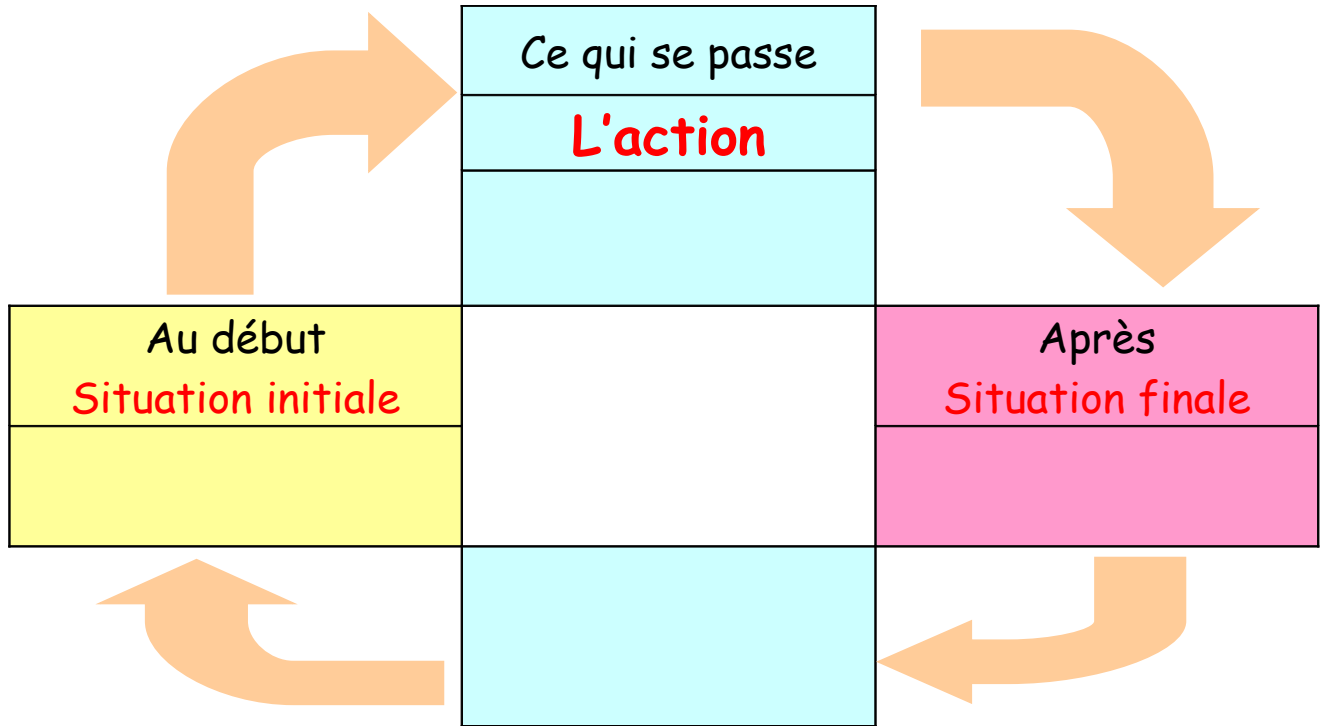 Ce qui se passe
L'action
Au début
Situation initiale
Après
Situation finale